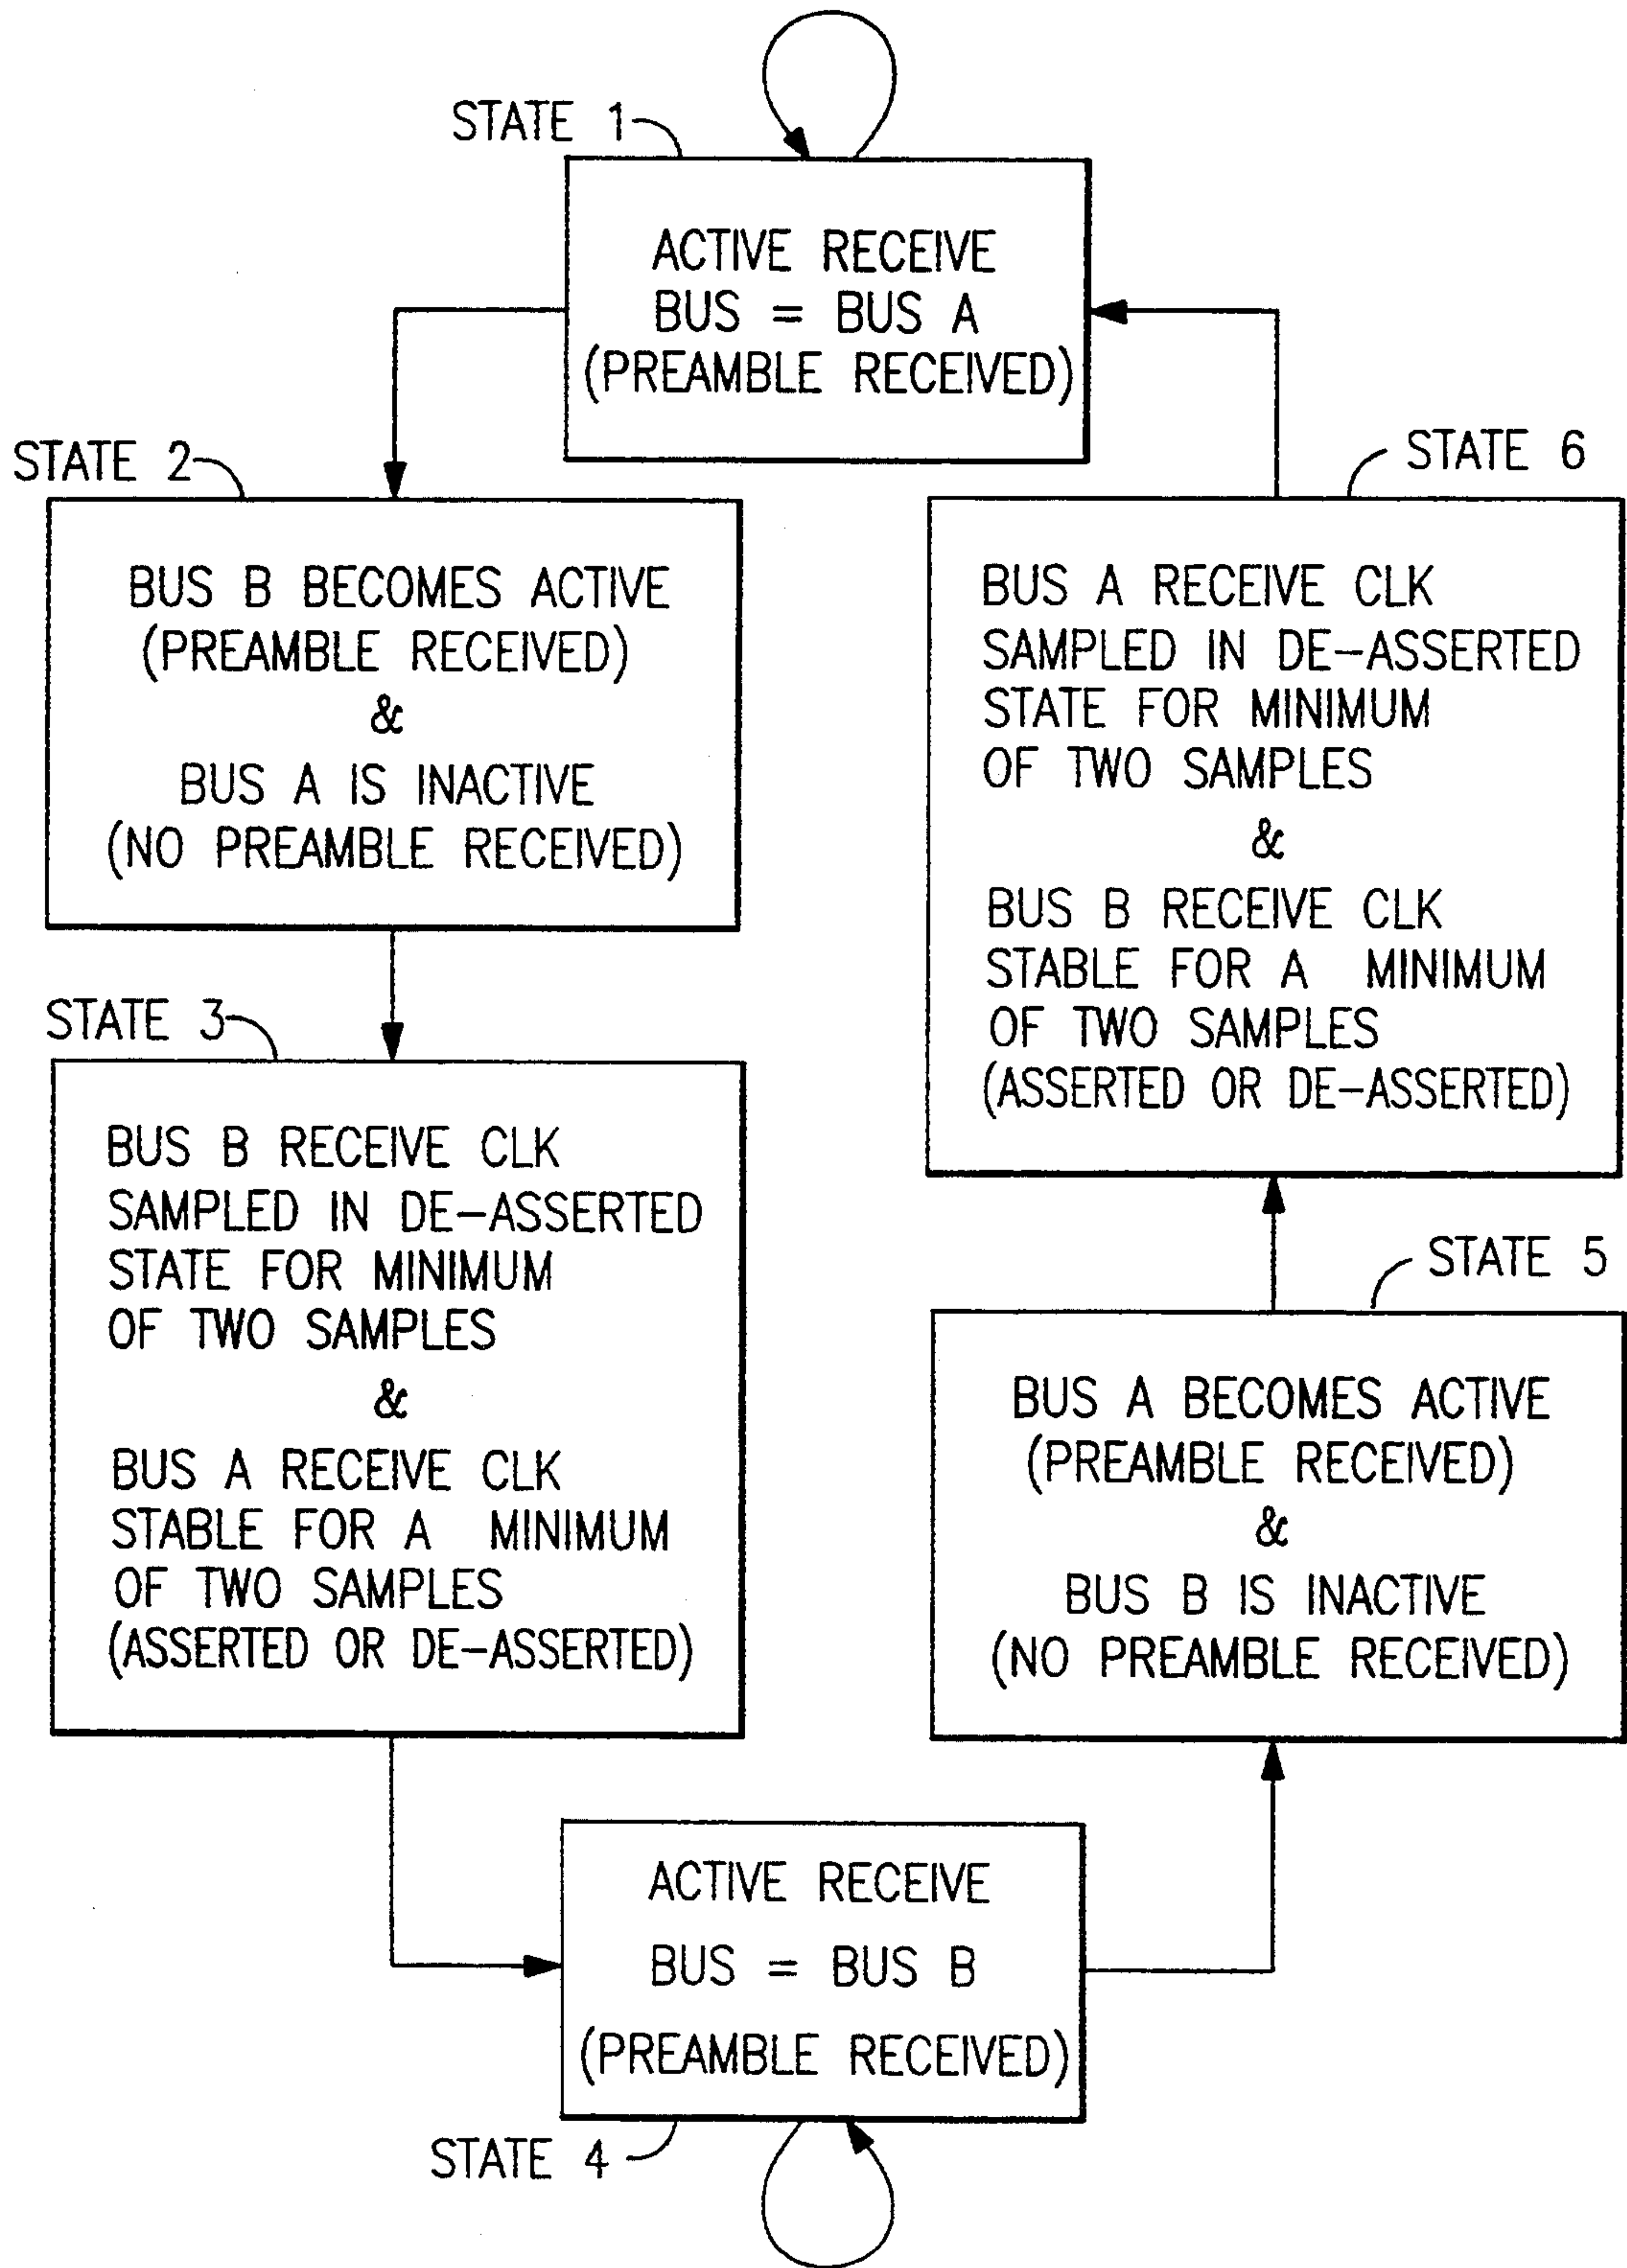 STATE 1
ACTIVE RECEIVE
BUS = BUS A
(PREAMBLE RECEIVED)
STATE 2
BUS B BECOMES ACTIVE
(PREAMBLE RECEIVED)
&
BUS A IS INACTIVE
(NO PREAMBLE RECEIVED)
STATE 3
BUS B RECEIVE CLK
SAMPLED IN DE-ASSERTED
STATE FOR MINIMUM
OF TWO SAMPLES
&
BUS A RECEIVE CLK
STABLE FOR A MINIMUM
OF TWO SAMPLES
(ASSERTED OR DE-ASSERTED)
ACTIVE RECEIVE
BUS = BUS B
(PREAMBLE RECEIVED)
STATE 4
STATE 5
BUS A BECOMES ACTIVE
(PREAMBLE RECEIVED)
&
BUS B IS INACTIVE
(NO PREAMBLE RECEIVED)
STATE 6
BUS A RECEIVE CLK
SAMPLED IN DE-ASSERTED
STATE FOR MINIMUM
OF TWO SAMPLES
&
BUS B RECEIVE CLK
STABLE FOR A MINIMUM
OF TWO SAMPLES
(ASSERTED OR DE-ASSERTED)